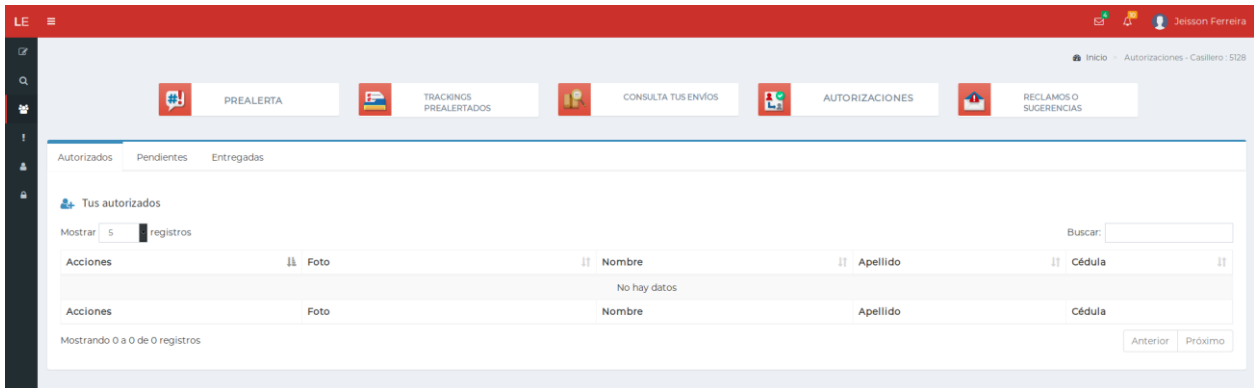 LE
4
10
Jeisson Ferreira
Inicio > Autorizaciones - Casillero : 5128
PREALERTA
TRACKINGS
PREALERTADOS
CONSULTA TUS ENVÍOS
AUTORIZACIONES
RECLAMOS O
SUGERENCIAS
Autorizados Pendientes Entregadas
Tus autorizados
Mostrar 5 registros Buscar:
Acciones Foto Nombre Apellido Cédula
No hay datos
Acciones Foto Nombre Apellido Cédula
Mostrando 0 a 0 de 0 registros Anterior Próximo